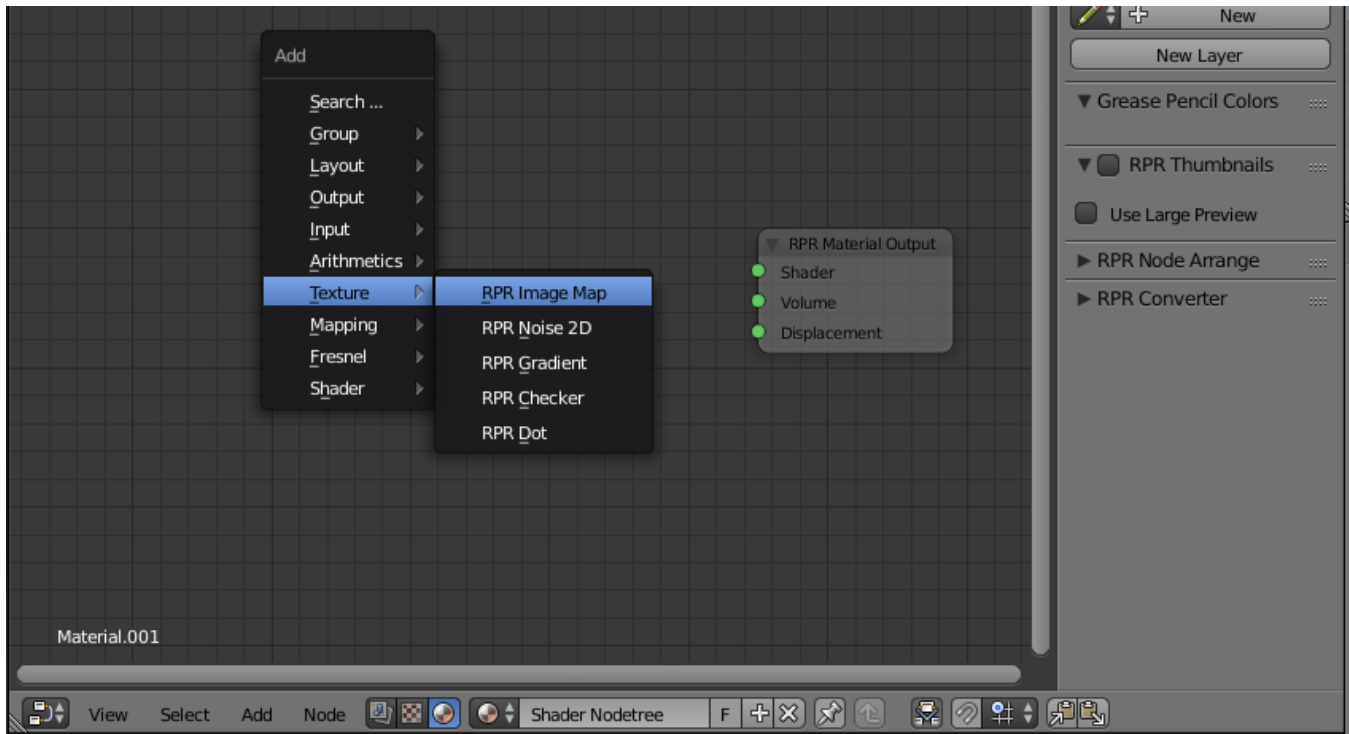 Add
Search ...
Group
Layout
Output
Input
Arithmetics
Texture
Mapping
Fresnel
Shader
RPR Image Map
RPR Noise 2D
RPR Gradient
RPR Checker
RPR Dot
RPR Material Output
Shader
Volume
Displacement
Material.001
New
New Layer
Grease Pencil Colors
RPR Thumbnails
Use Large Preview
RPR Node Arrange
RPR Converter
View Select Add Node Shader Nodetree F